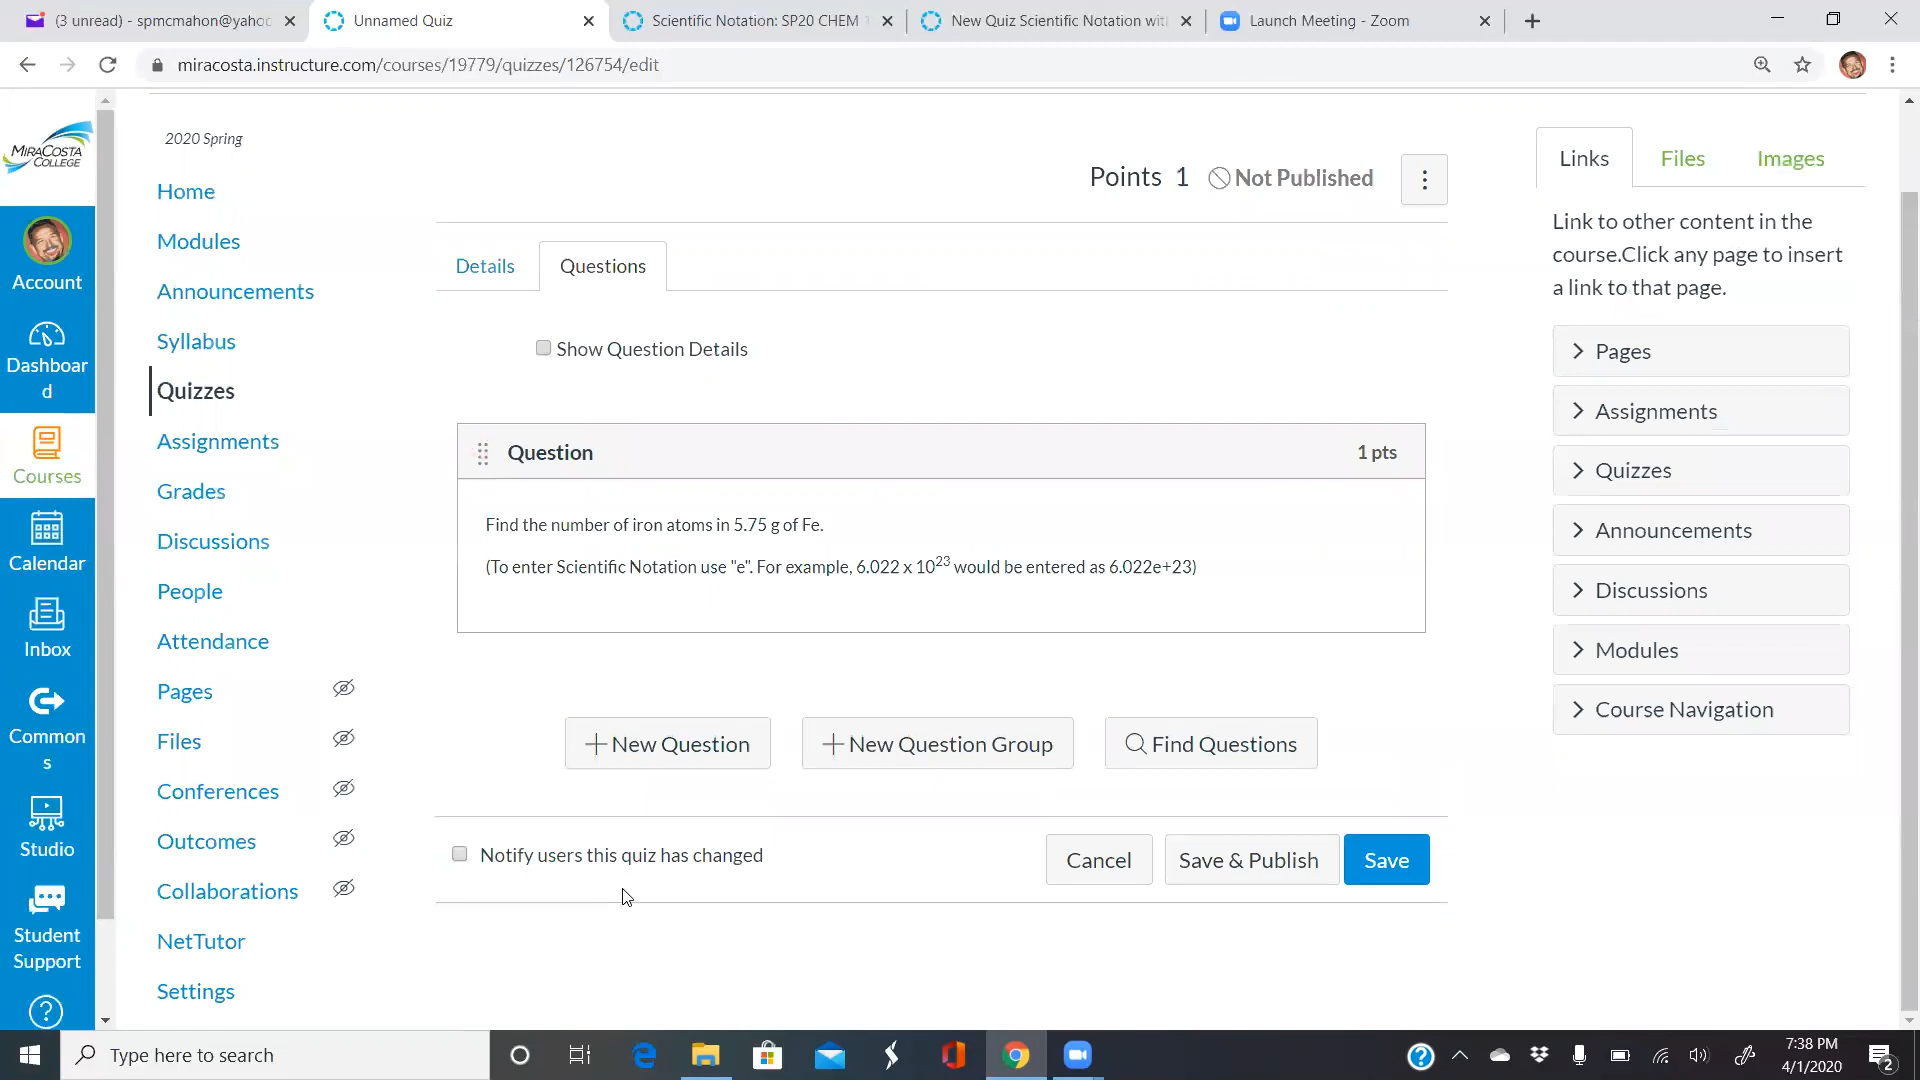 (3 unread) - spmcmahon@yahoo
Unnamed Quiz
Scientific Notation: SP20 CHEM
New Quiz Scientific Notation with
Launch Meeting - Zoom
miracosta.instructure.com/courses/19779/quizzes/126754/edit
MIRACOSTA
COLLEGE
Account
Dashboar
d
Courses
Calendar
Inbox
Common
s
Studio
Student
Support
2020 Spring
Home
Modules
Announcements
Syllabus
Quizzes
Assignments
Grades
Discussions
People
Attendance
Pages
Files
Conferences
Outcomes
Collaborations
NetTutor
Settings
Points 1 Not Published
Details
Questions
Show Question Details
Question 1 pts
Find the number of iron atoms in 5.75 g of Fe.
(To enter Scientific Notation use "e". For example, 6.022 x 10²³ would be entered as 6.022e+23)
New Question
New Question Group
Find Questions
Notify users this quiz has changed
Cancel
Save & Publish
Save
Links
Files
Images
Link to other content in the
course.Click any page to insert
a link to that page.
Pages
Assignments
Quizzes
Announcements
Discussions
Modules
Course Navigation
Type here to search
7:38 PM
4/1/2020
2